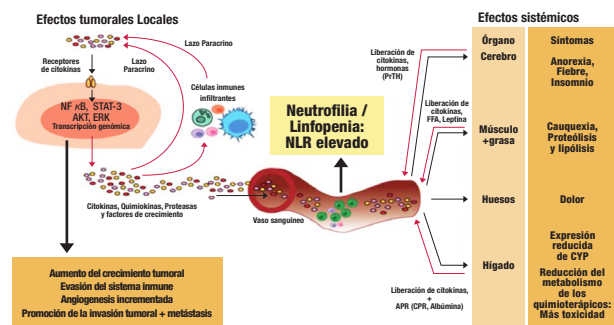 Efectos tumorales Locales
Lazo Paracrino
Receptores
de citokinas
Lazo
Paracrino
NF κB, STAT-3
AKT, ERK
Transcripción genómica
Células inmunes
infiltrantes
Citokinas, Quimiokinas, Proteasas
y factores de crecimiento
Vaso sanguíneo
Aumento del crecimiento tumoral
Evasion del sistema inmune
Angiogenesis incrementada
Promoción de la invasión tumoral + metástasis
Neutrofilia /
Linfopenia:
NLR elevado
Liberación de
citokinas,
hormonas
(PrTH)
Liberación de
citokinas,
FFA, Leptina
Liberación de citokinas,
+
APR (CPR, Albúmina)
Efectos sistémicos
Órgano
Síntomas
Cerebro
Anorexia,
Fiebre,
Insomnio
Músculo
+grasa
Cauquexia,
Proteólisis
y lipólisis
Huesos
Dolor
Hígado
Expresión
reducida
de CYP
Reducción del
metabolismo
de los
quimioterápicos:
Más toxicidad